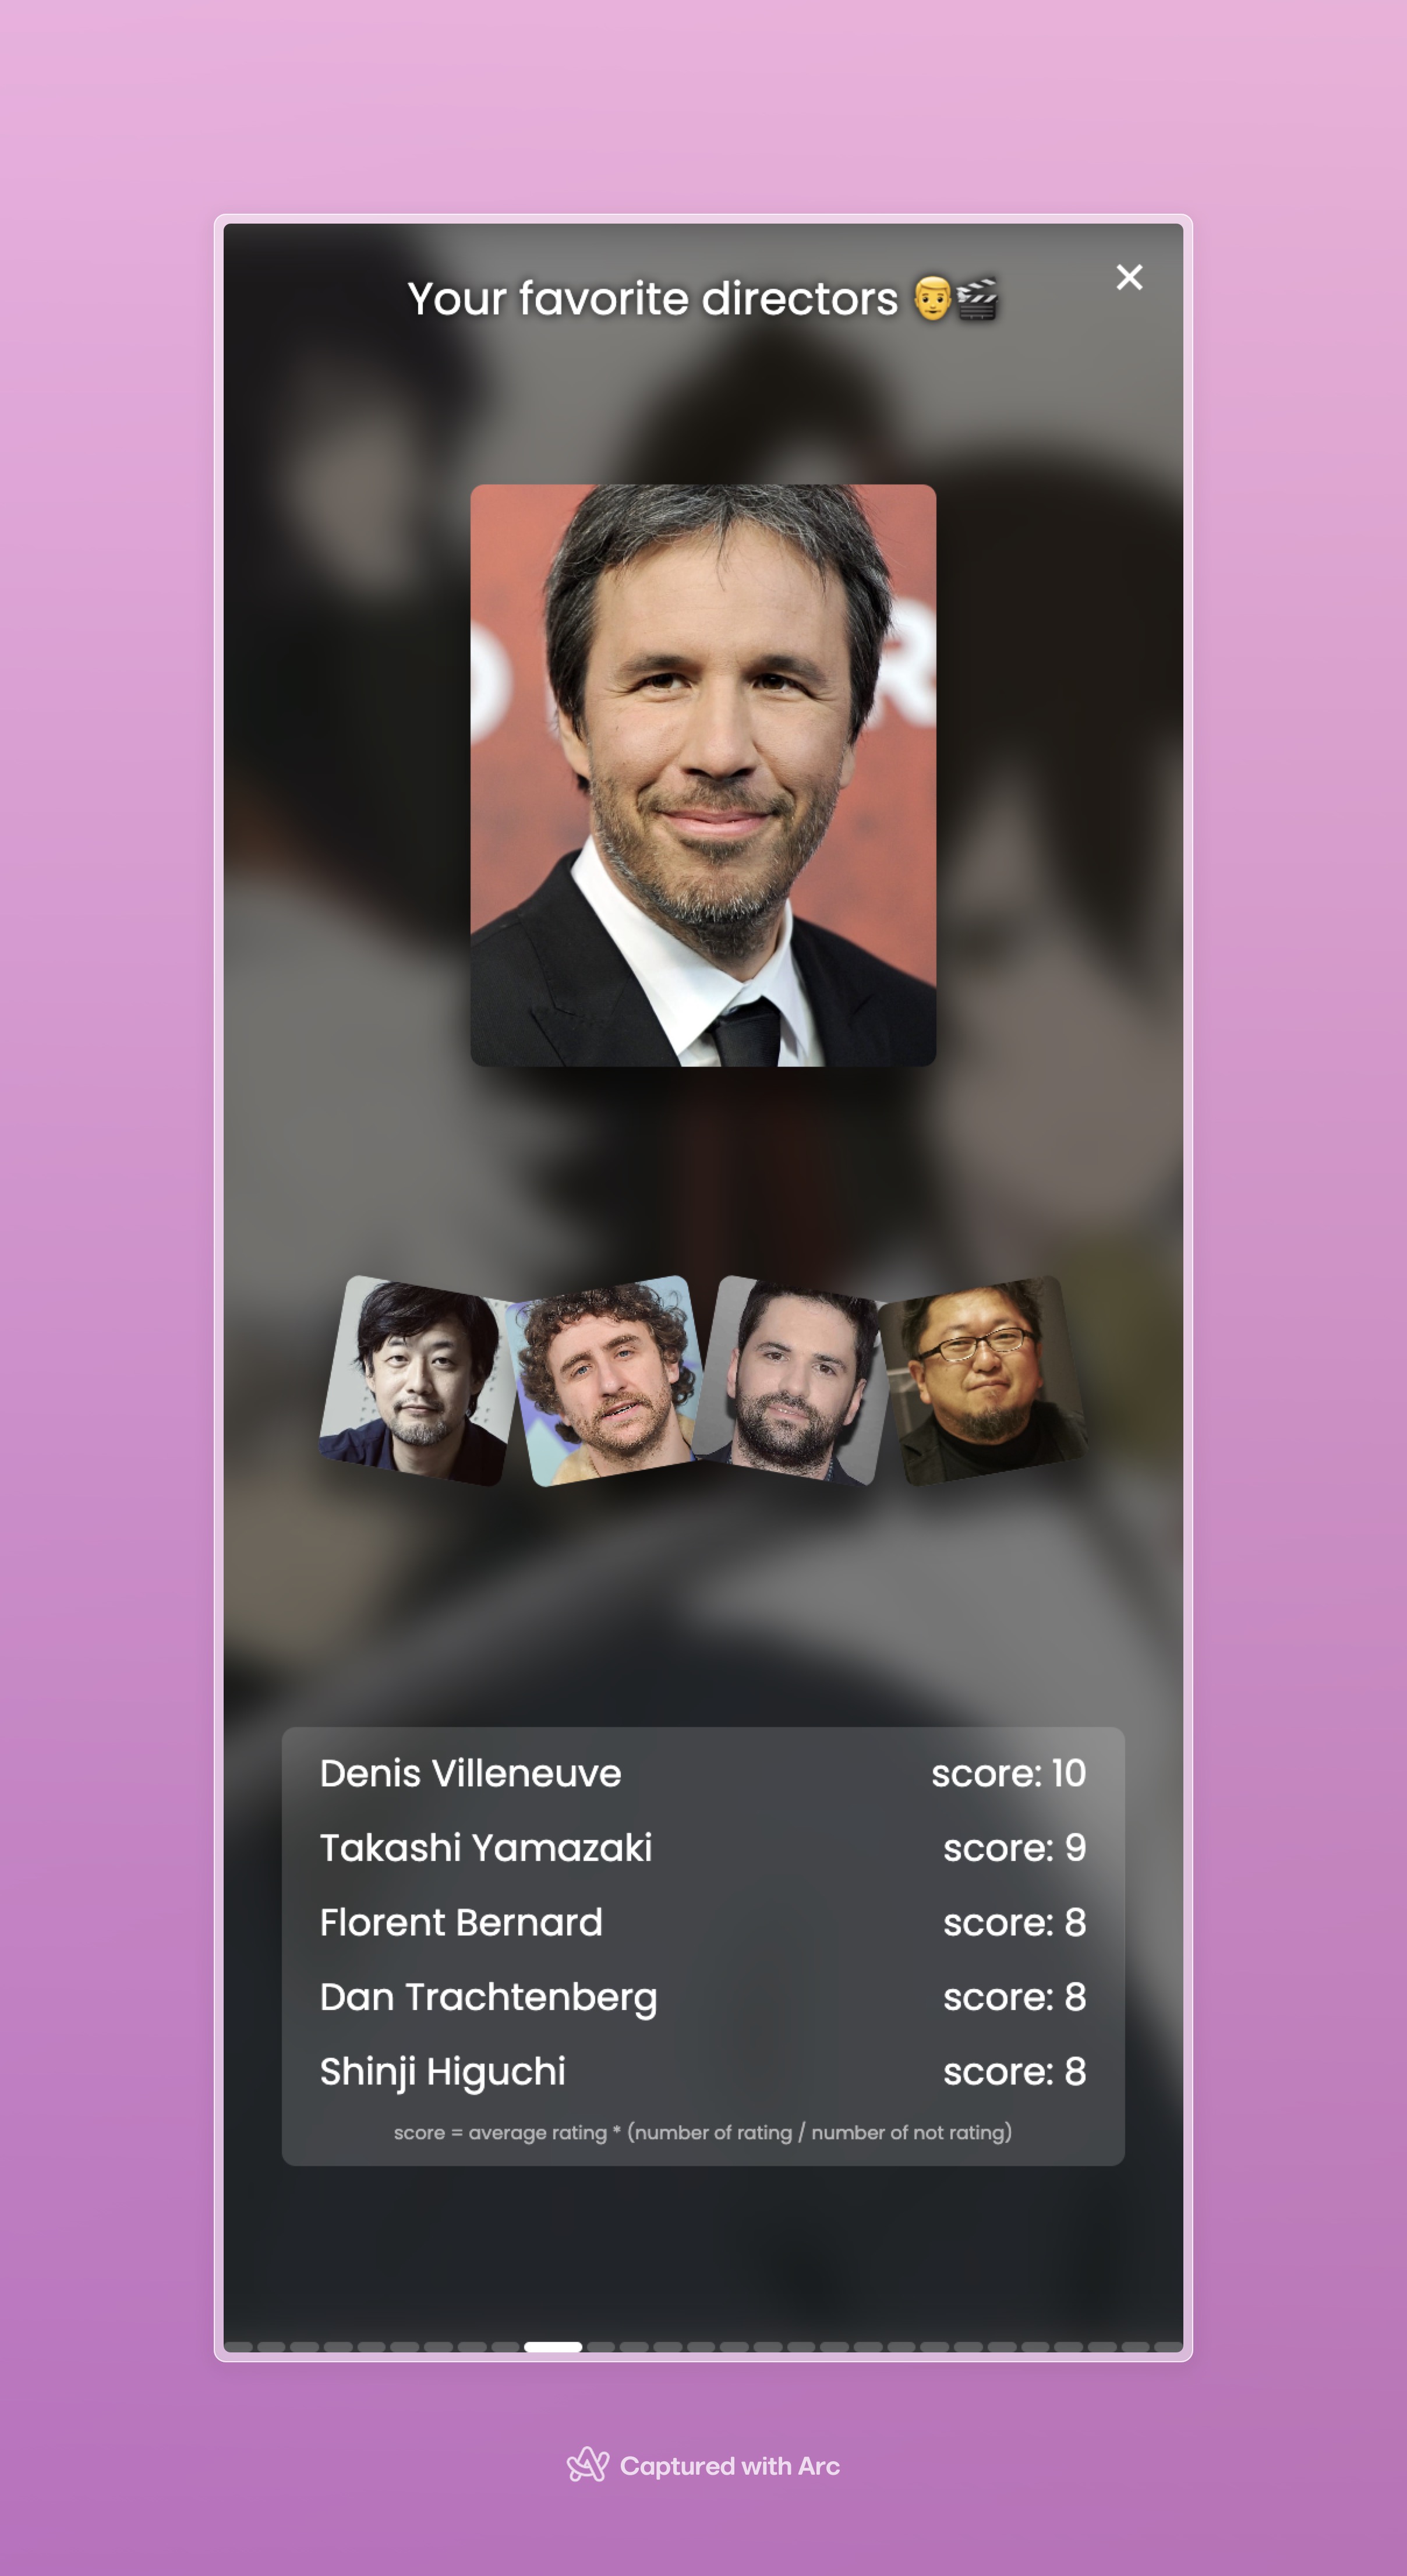 Your favorite directors 👨🎬
Denis Villeneuve score: 10
Takashi Yamazaki score: 9
Florent Bernard score: 8
Dan Trachtenberg score: 8
Shinji Higuchi score: 8
score = average rating * (number of rating / number of not rating)
Captured with Arc